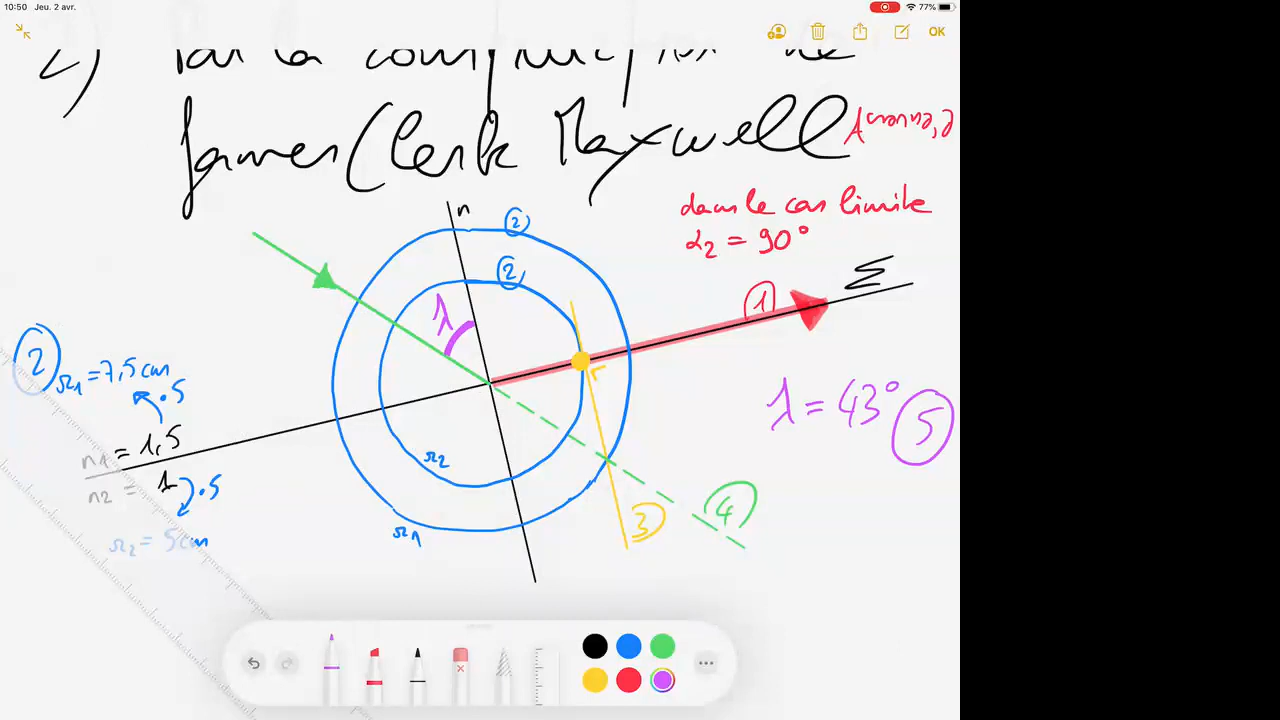 10:50 Jeu. 2 avr.
77%
OK
2) Par la construction de
James Clerk Maxwell
dans le cas limite
α2 = 90°
n
②
②
Σ
①
λ
② r1 = 7,5 cm
.5
n1 = 1,5
n2 = 1
.5
r2 = 5 cm
r2
r1
λ = 43° ⑤
③
④